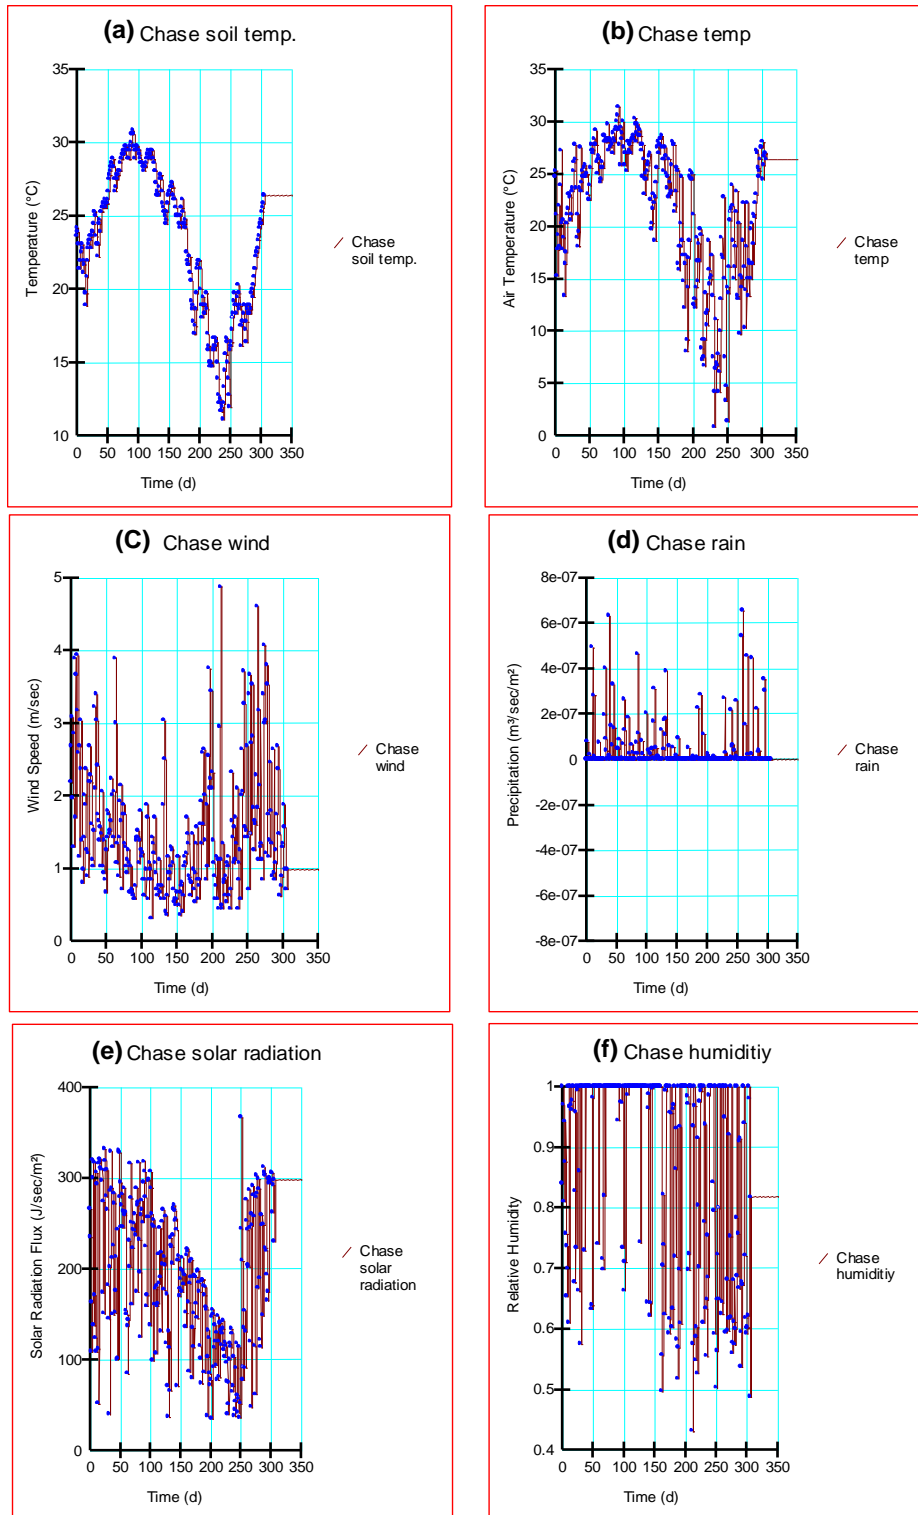 (a) Chase soil temp.
35
30
25
20
15
10
Temperature (°C)
0 50 100 150 200 250 300 350
Time (d)
Chase
soil temp.
(b) Chase temp
35
30
25
20
15
10
5
0
Air Temperature (°C)
0 50 100 150 200 250 300 350
Time (d)
Chase
temp
(C) Chase wind
5
4
3
2
1
0
Wind Speed (m/sec)
0 50 100 150 200 250 300 350
Time (d)
Chase
wind
(d) Chase rain
8e-07
6e-07
4e-07
2e-07
0
-2e-07
-4e-07
-6e-07
-8e-07
Precipitation (m³/sec/m²)
0 50 100 150 200 250 300 350
Time (d)
Chase
rain
(e) Chase solar radiation
400
300
200
100
0
Solar Radiation Flux (J/sec/m²)
0 50 100 150 200 250 300 350
Time (d)
Chase
solar
radiation
(f) Chase humiditiy
1
0.9
0.8
0.7
0.6
0.5
0.4
Relative Humidity
0 50 100 150 200 250 300 350
Time (d)
Chase
humiditiy